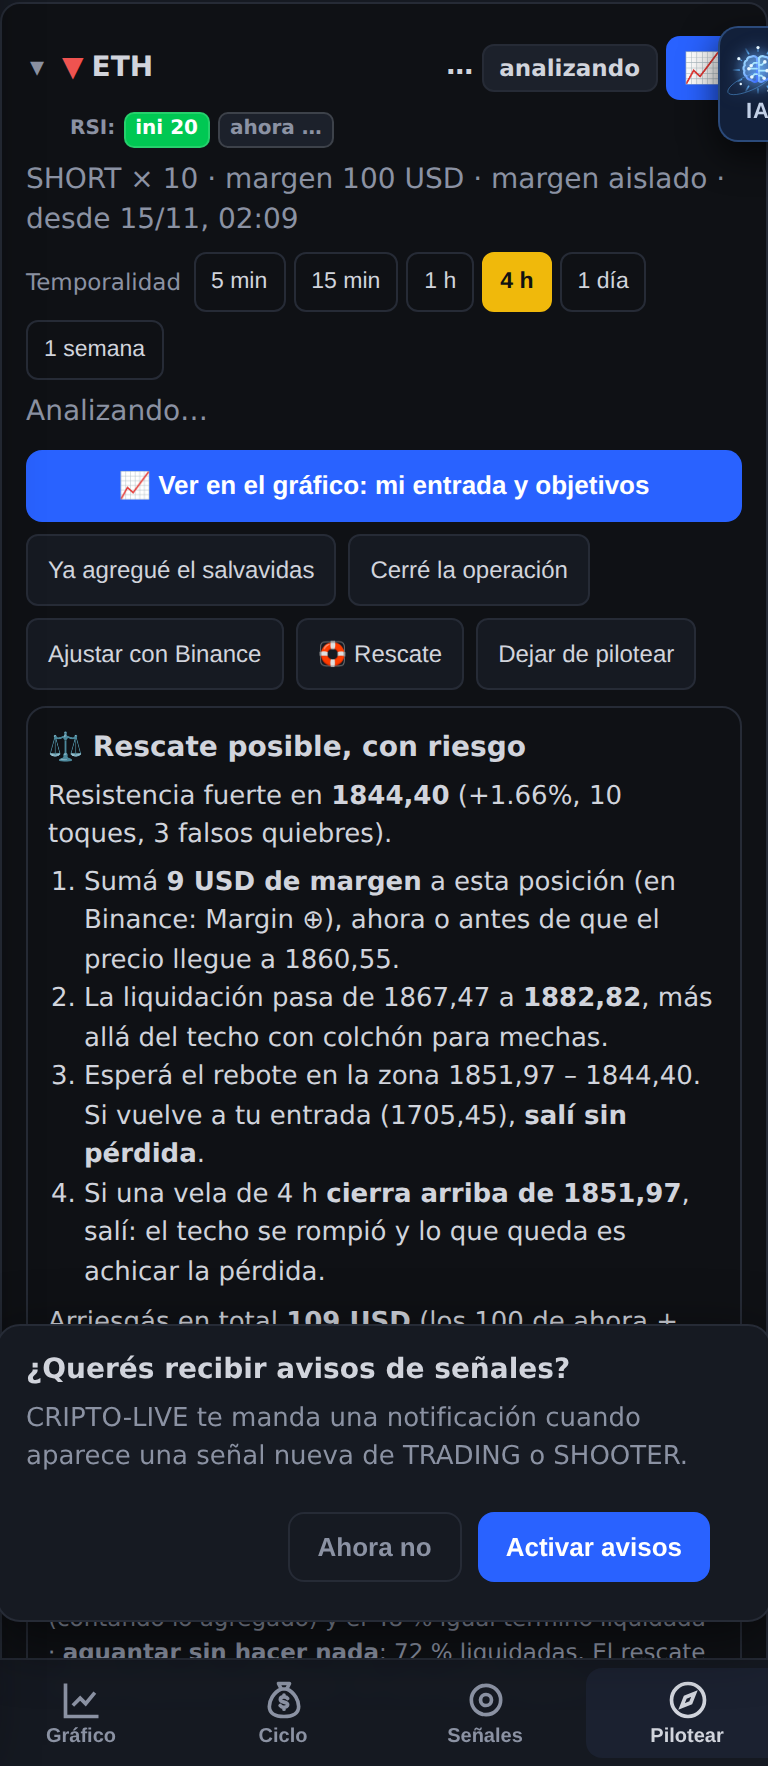 ▼ ▼ ETH ... analizando
IA
RSI: ini 20 ahora ...
SHORT × 10 · margen 100 USD · margen aislado ·
desde 15/11, 02:09
Temporalidad 5 min 15 min 1 h 4 h 1 día
1 semana
Analizando...
Ver en el gráfico: mi entrada y objetivos
Ya agregué el salvavidas Cerré la operación
Ajustar con Binance Rescate Dejar de pilotear
Rescate posible, con riesgo
Resistencia fuerte en 1844,40 (+1.66%, 10
toques, 3 falsos quiebres).
1. Sumá 9 USD de margen a esta posición (en
Binance: Margin ⊕), ahora o antes de que el
precio llegue a 1860,55.
2. La liquidación pasa de 1867,47 a 1882,82, más
allá del techo con colchón para mechas.
3. Esperá el rebote en la zona 1851,97 – 1844,40.
Si vuelve a tu entrada (1705,45), salí sin
pérdida.
4. Si una vela de 4 h cierra arriba de 1851,97,
salí: el techo se rompió y lo que queda es
achicar la pérdida.
Arriesgás en total 109 USD (los 100 de ahora +
¿Querés recibir avisos de señales?
CRIPTO-LIVE te manda una notificación cuando
aparece una señal nueva de TRADING o SHOOTER.
Ahora no Activar avisos
· aguantar sin hacer nada: 72 % liquidadas. El rescate
Gráfico Ciclo Señales Pilotear